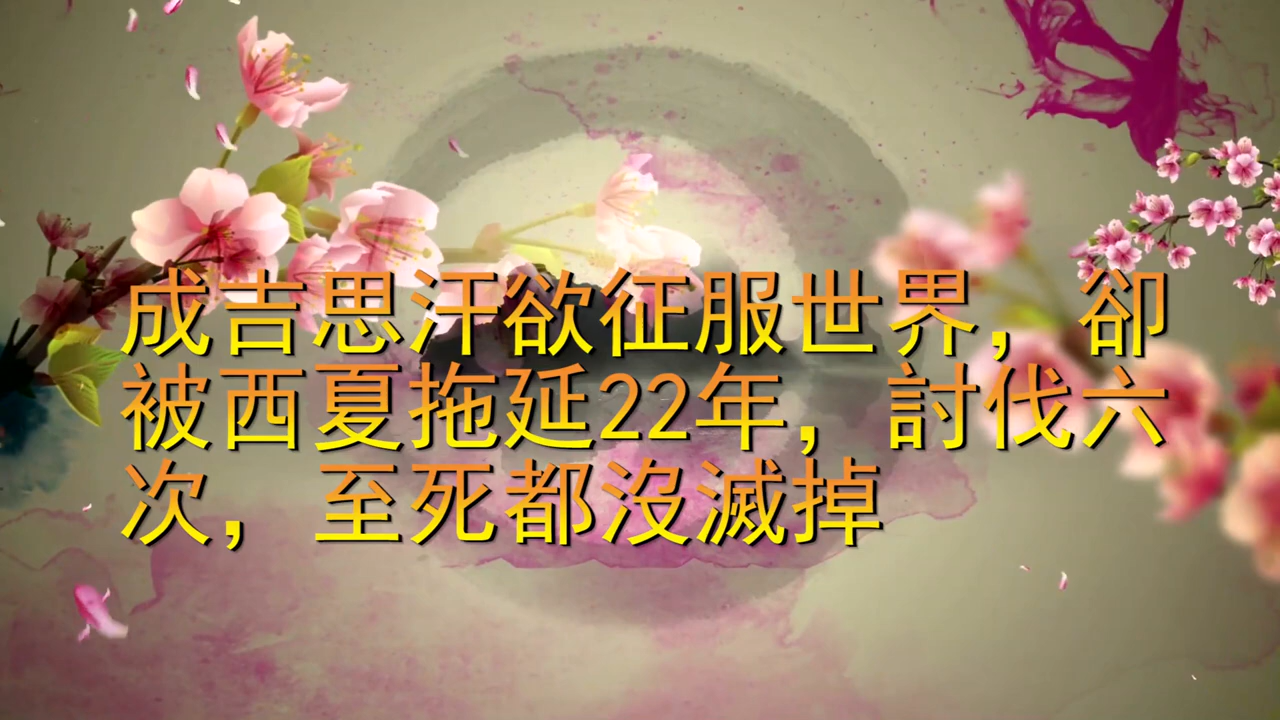 成吉思汗欲征服世界，卻
被西夏拖延22年，討伐六
次，至死都沒滅掉